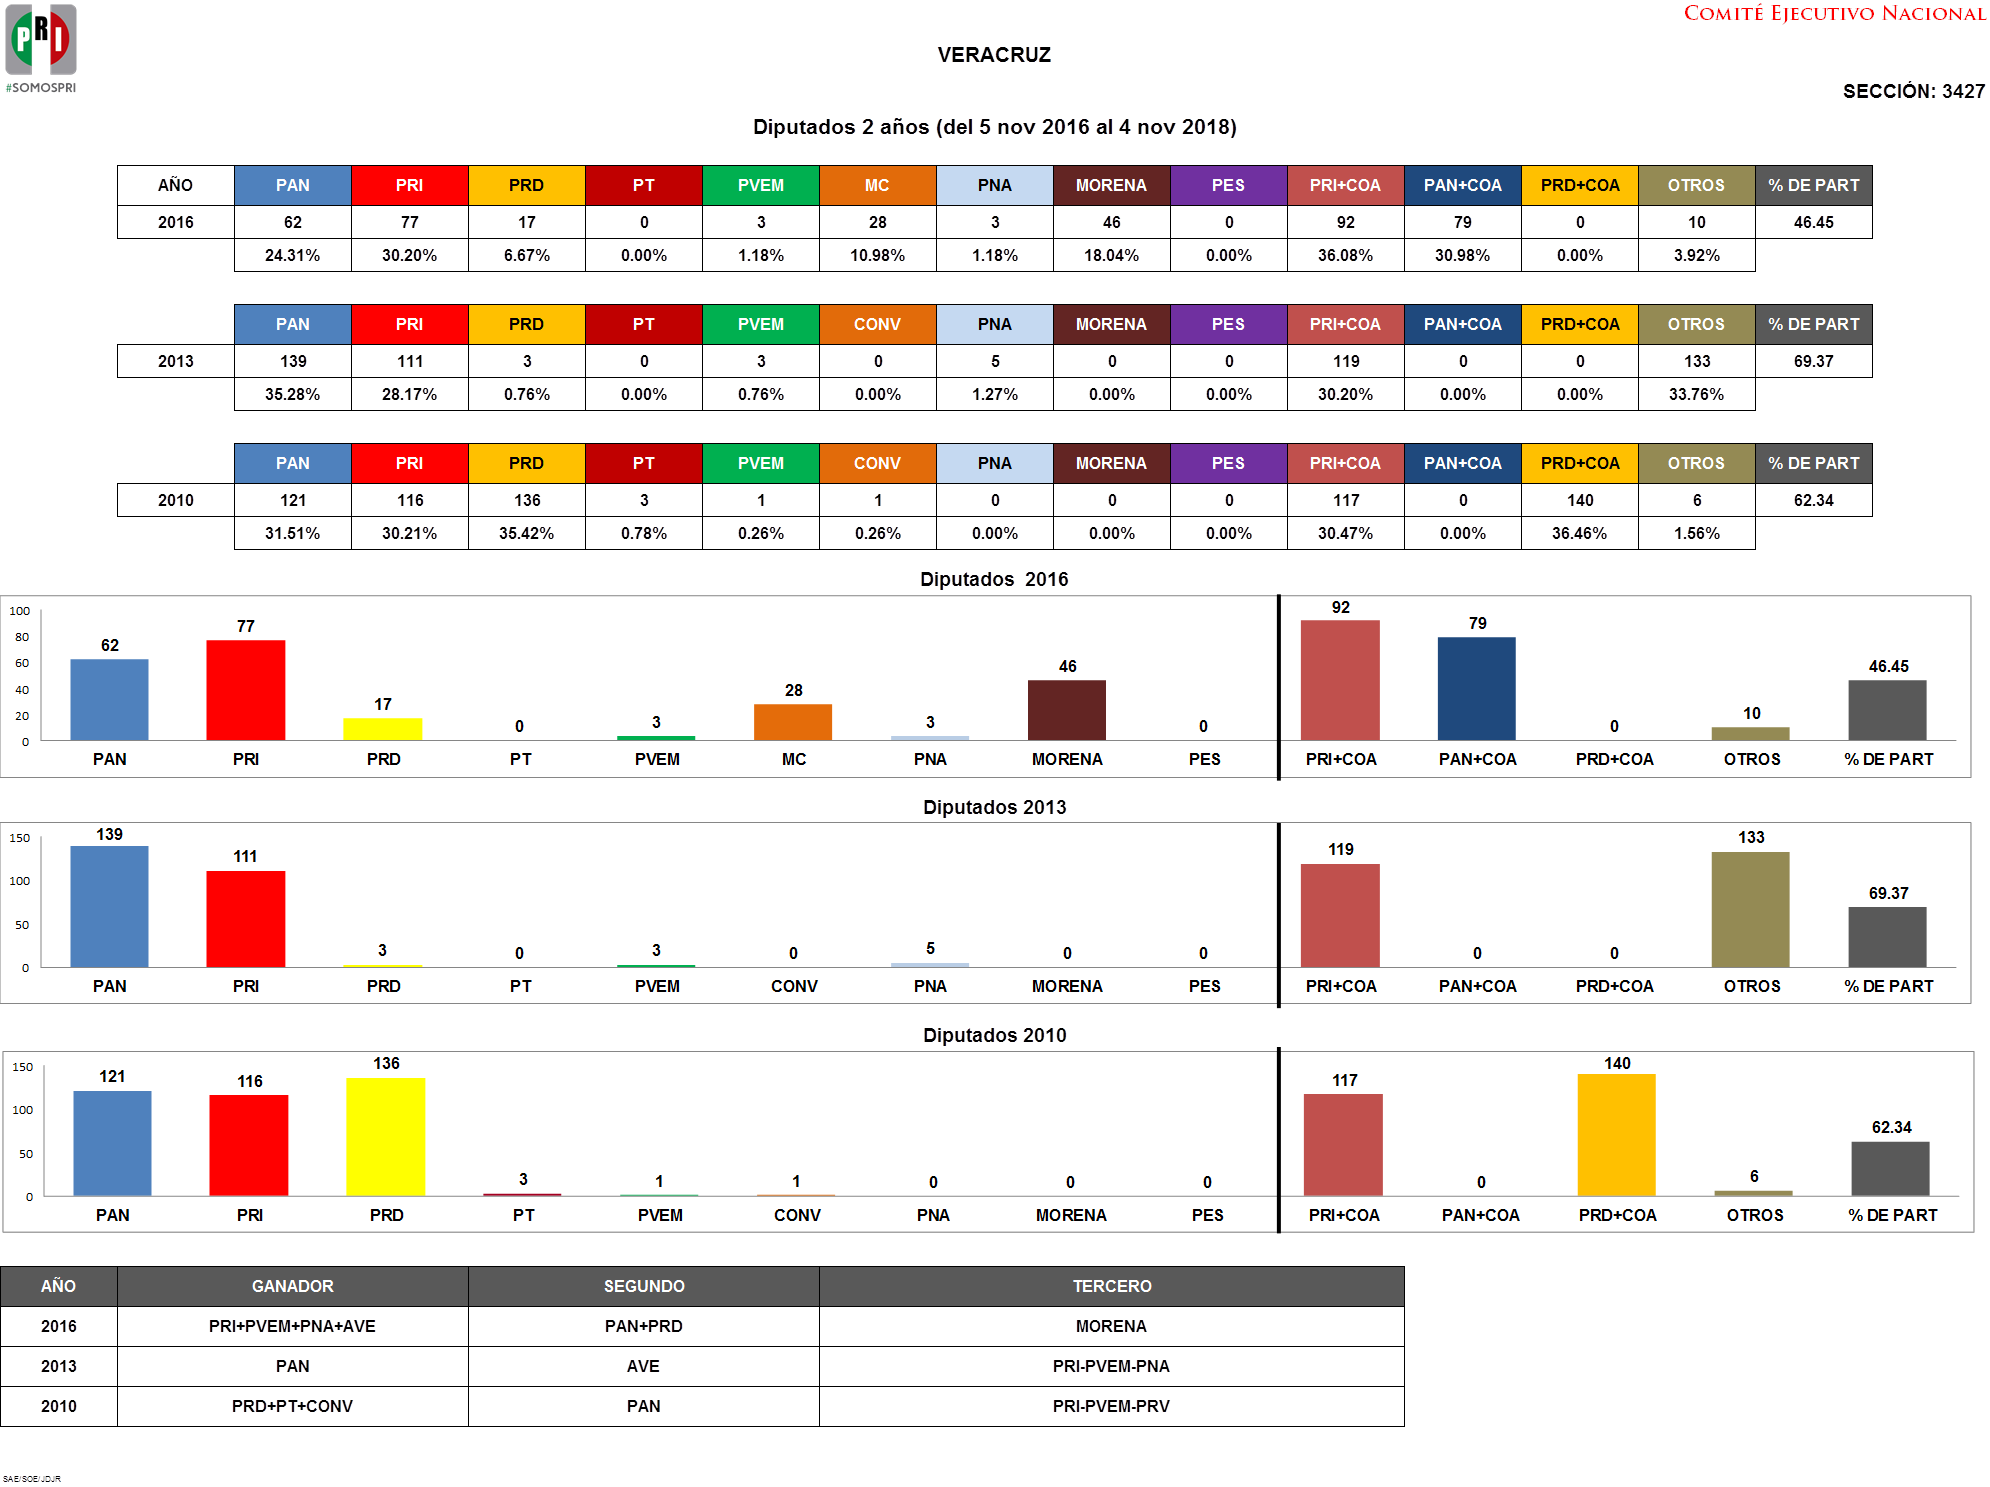 COMITÉ EJECUTIVO NACIONAL
PRI
#SOMOSPRI
VERACRUZ
SECCIÓN: 3427
Diputados 2 años (del 5 nov 2016 al 4 nov 2018)
AÑO PAN PRI PRD PT PVEM MC PNA MORENA PES PRI+COA PAN+COA PRD+COA OTROS % DE PART
2016 62 77 17 0 3 28 3 46 0 92 79 0 10 46.45
24.31% 30.20% 6.67% 0.00% 1.18% 10.98% 1.18% 18.04% 0.00% 36.08% 30.98% 0.00% 3.92%
PAN PRI PRD PT PVEM CONV PNA MORENA PES PRI+COA PAN+COA PRD+COA OTROS % DE PART
2013 139 111 3 0 3 0 5 0 0 119 0 0 133 69.37
35.28% 28.17% 0.76% 0.00% 0.76% 0.00% 1.27% 0.00% 0.00% 30.20% 0.00% 0.00% 33.76%
PAN PRI PRD PT PVEM CONV PNA MORENA PES PRI+COA PAN+COA PRD+COA OTROS % DE PART
2010 121 116 136 3 1 1 0 0 0 117 0 140 6 62.34
31.51% 30.21% 35.42% 0.78% 0.26% 0.26% 0.00% 0.00% 0.00% 30.47% 0.00% 36.46% 1.56%
Diputados  2016
100
80
60
40
20
0
62 77 17 0 3 28 3 46 0 92 79 0 10 46.45
PAN PRI PRD PT PVEM MC PNA MORENA PES PRI+COA PAN+COA PRD+COA OTROS % DE PART
Diputados 2013
150
100
50
0
139 111 3 0 3 0 5 0 0 119 0 0 133 69.37
PAN PRI PRD PT PVEM CONV PNA MORENA PES PRI+COA PAN+COA PRD+COA OTROS % DE PART
Diputados 2010
150
100
50
0
121 116 136 3 1 1 0 0 0 117 0 140 6 62.34
PAN PRI PRD PT PVEM CONV PNA MORENA PES PRI+COA PAN+COA PRD+COA OTROS % DE PART
AÑO GANADOR SEGUNDO TERCERO
2016 PRI+PVEM+PNA+AVE PAN+PRD MORENA
2013 PAN AVE PRI-PVEM-PNA
2010 PRD+PT+CONV PAN PRI-PVEM-PRV
SAE/SOE/JDJR